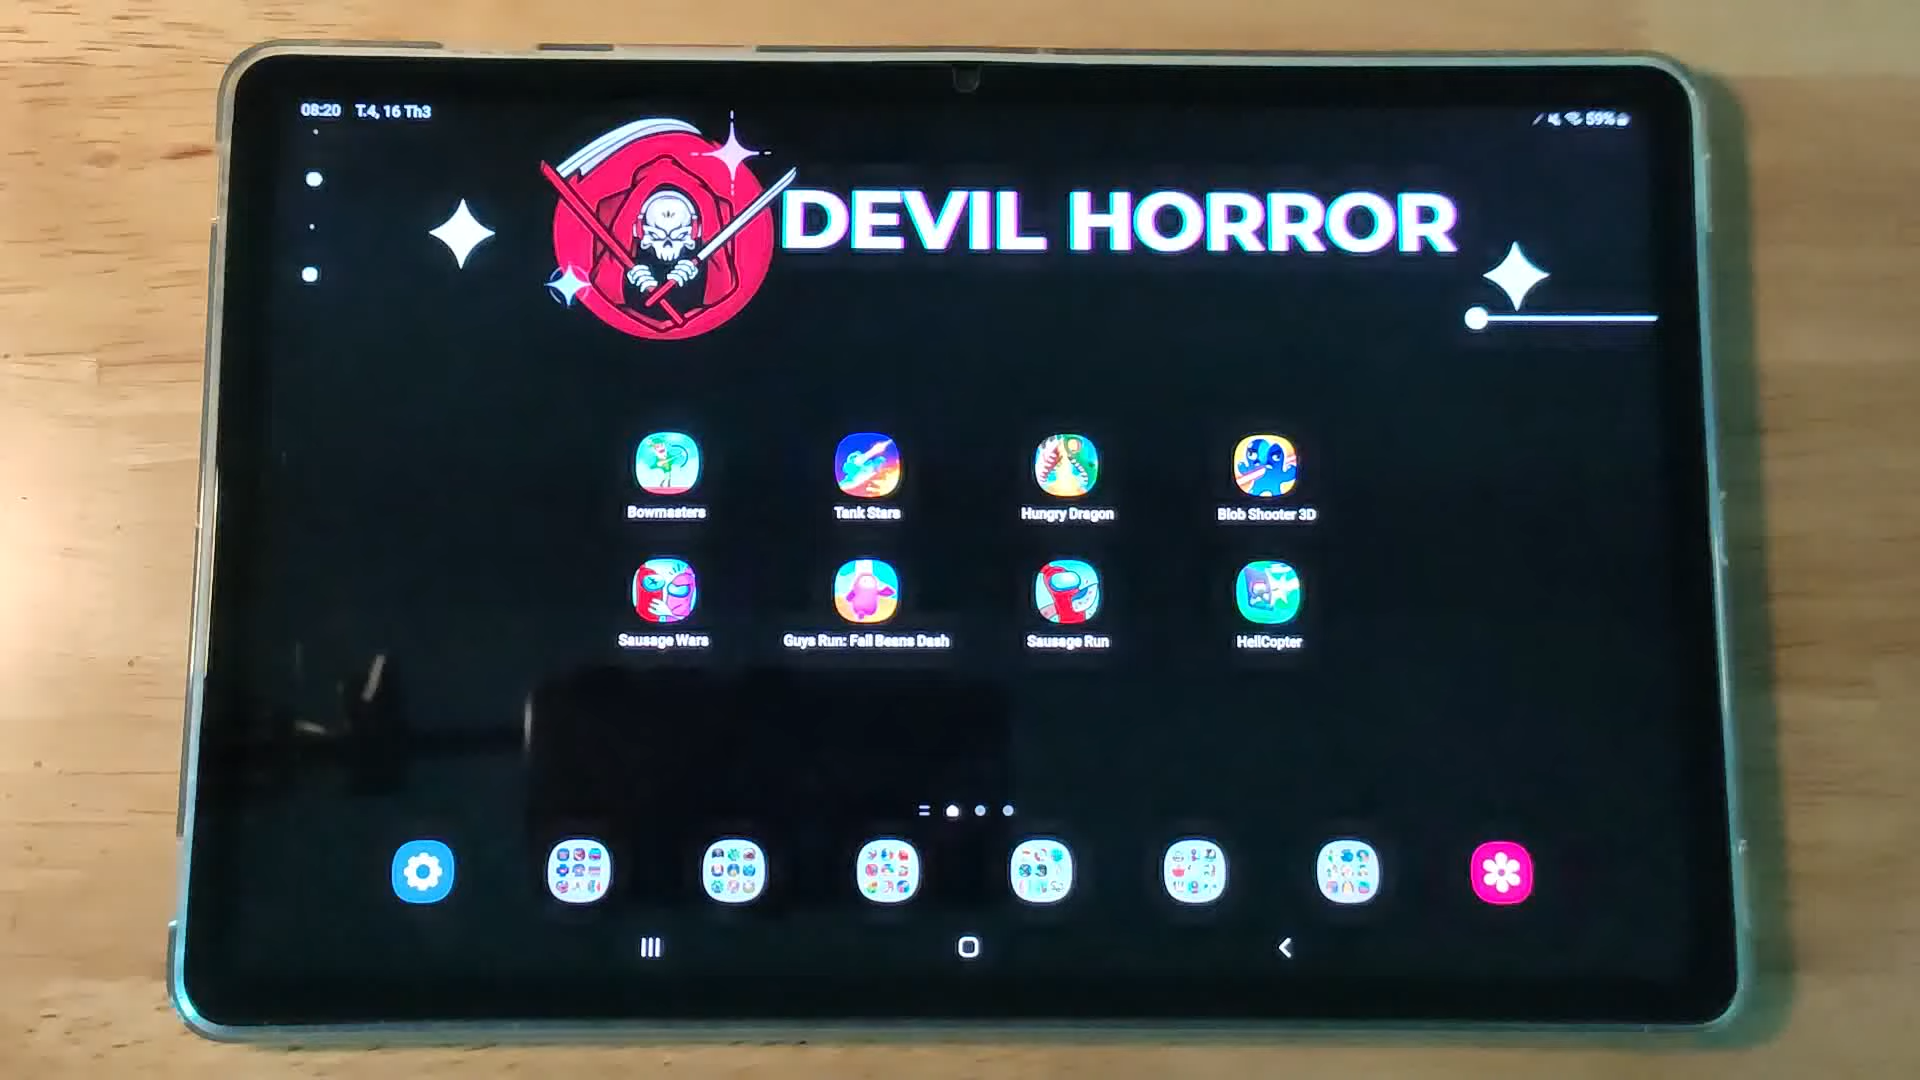 08:20 T.4, 16 Th3
59%
DEVIL HORROR
Bowmasters
Tank Stars
Hungry Dragon
Blob Shooter 3D
Sausage Wars
Guys Run: Fall Beans Dash
Sausage Run
HellCopter